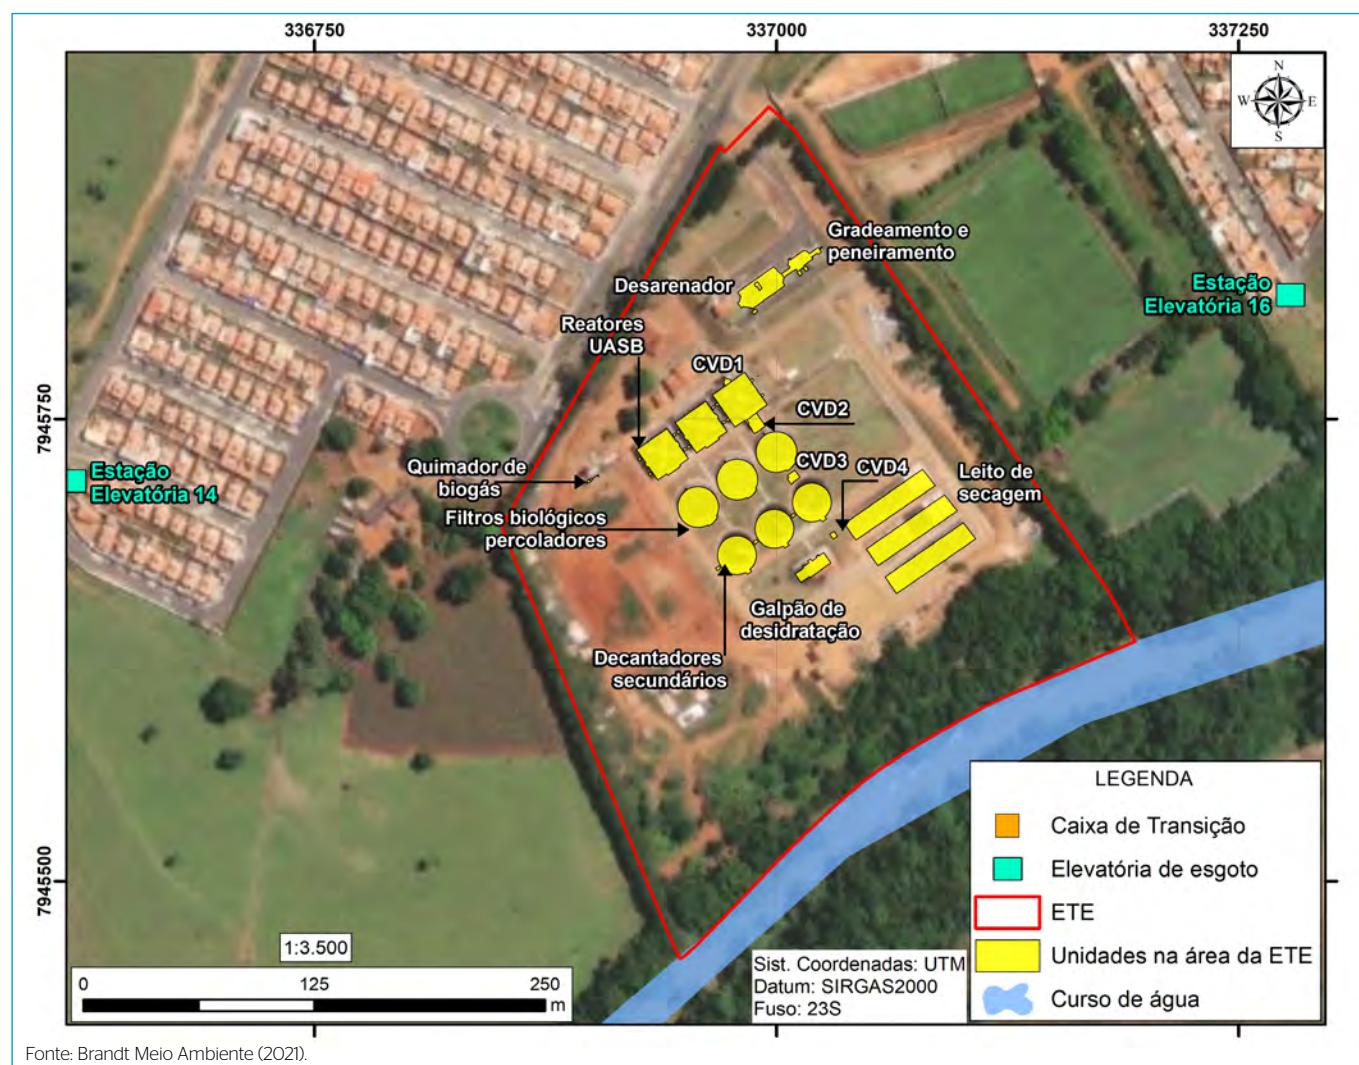 336750
337000
337250
N
W
E
S
Gradeamento e
peneiramento
Desarenador
Estação
Elevatória 16
Reatores
UASB
CVD1
CVD2
7945750
CVD3
CVD4
Leito de
secagem
Estação
Elevatória 14
Quimador de
biogás
Filtros biológicos
percoladores
Galpão de
desidratação
Decantadores
secundários
7945500
LEGENDA
Caixa de Transição
Elevatória de esgoto
ETE
Unidades na área da ETE
Curso de água
1:3.500
0
125
250
m
Sist. Coordenadas: UTM
Datum: SIRGAS2000
Fuso: 23S
Fonte: Brandt Meio Ambiente (2021).